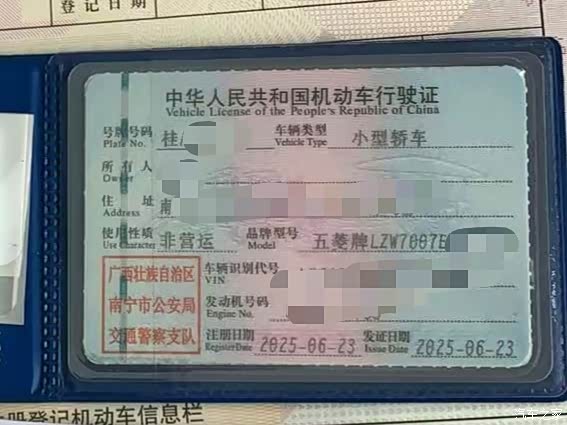 登记日期
中华人民共和国机动车行驶证
Vehicle License of the People's Republic of China
号牌号码 桂 车辆类型 小型轿车
Plate No. Vehicle Type
所有人
Owner
住址 南
Address
使用性质 非营运 品牌型号 五菱牌LZW7007E
Use Character Model
广西壮族自治区
南宁市公安局
交通警察支队
车辆识别代号
VIN
发动机号码
Engine No.
注册日期 2025-06-23 发证日期 2025-06-23
Register Date Issue Date
登记机动车信息栏